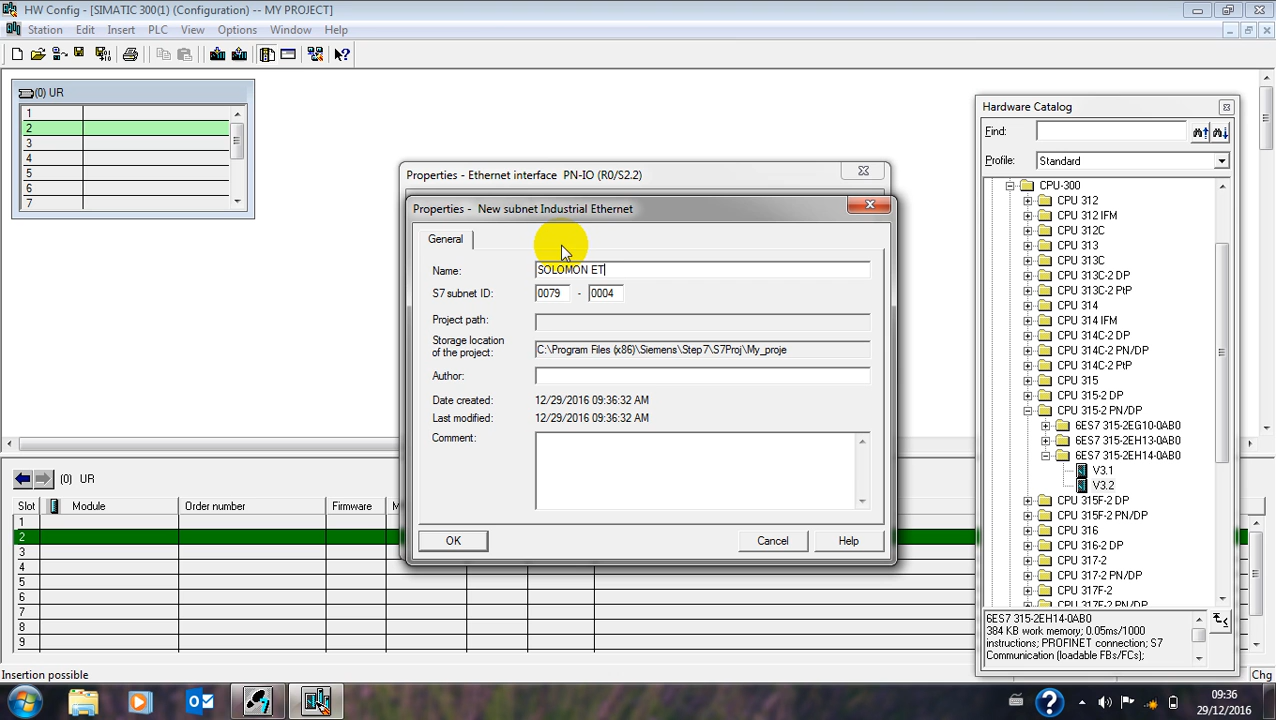 HW Config - [SIMATIC 300(1) (Configuration) -- MY PROJECT]
Station Edit Insert PLC View Options Window Help
(0) UR
1
2
3
4
5
6
7
Properties - Ethernet interface PN-IO (R0/S2.2)
Properties - New subnet Industrial Ethernet
General
Name: SOLOMON ET
S7 subnet ID: 0079 - 0004
Project path:
Storage location
of the project: C:\Program Files (x86)\Siemens\Step7\S7Proj\My_proje
Author:
Date created: 12/29/2016 09:36:32 AM
Last modified: 12/29/2016 09:36:32 AM
Comment:
OK Cancel Help
Hardware Catalog
Find:
Profile: Standard
CPU-300
CPU 312
CPU 312 IFM
CPU 312C
CPU 313
CPU 313C
CPU 313C-2 DP
CPU 313C-2 PtP
CPU 314
CPU 314 IFM
CPU 314C-2 DP
CPU 314C-2 PN/DP
CPU 314C-2 PtP
CPU 315
CPU 315-2 DP
CPU 315-2 PN/DP
6ES7 315-2EG10-0AB0
6ES7 315-2EH13-0AB0
6ES7 315-2EH14-0AB0
V3.1
V3.2
CPU 315F-2 DP
CPU 315F-2 PN/DP
CPU 316
CPU 316-2 DP
CPU 317-2
CPU 317-2 PN/DP
CPU 317F-2
CPU 317F-2 PN/DP
6ES7 315-2EH14-0AB0
384 KB work memory; 0.05ms/1000
instructions; PROFINET connection; S7
Communication (loadable FBs/FCs);
(0) UR
Slot Module Order number Firmware
1
2
3
4
5
6
7
8
9
Insertion possible
Chg
09:36
29/12/2016